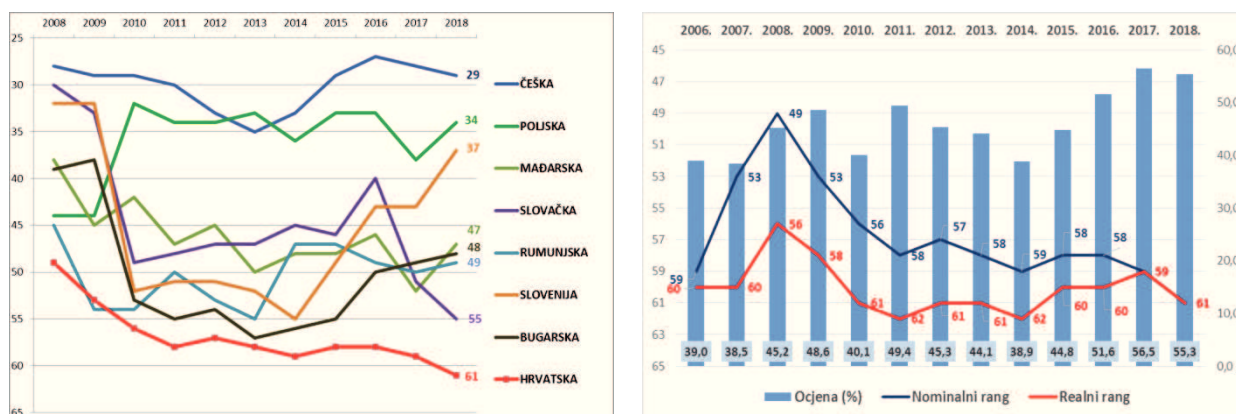 2008 2009 2010 2011 2012 2013 2014 2015 2016 2017 2018
25
30
35
40
45
50
55
60
65
29
34
37
47
48
49
55
61
ČEŠKA
POLJSKA
MAĐARSKA
SLOVAČKA
RUMUNJSKA
SLOVENIJA
BUGARSKA
HRVATSKA
2006. 2007. 2008. 2009. 2010. 2011. 2012. 2013. 2014. 2015. 2016. 2017. 2018.
45
47
49
51
53
55
57
59
61
63
65
60,0
50,0
40,0
30,0
20,0
10,0
0,0
59 53 49 53 56 58 57 58 59 58 58 59
60 60 56 58 61 62 61 61 62 60 60 61
39,0 38,5 45,2 48,6 40,1 49,4 45,3 44,1 38,9 44,8 51,6 56,5 55,3
Ocjena (%) Nominalni rang Realni rang